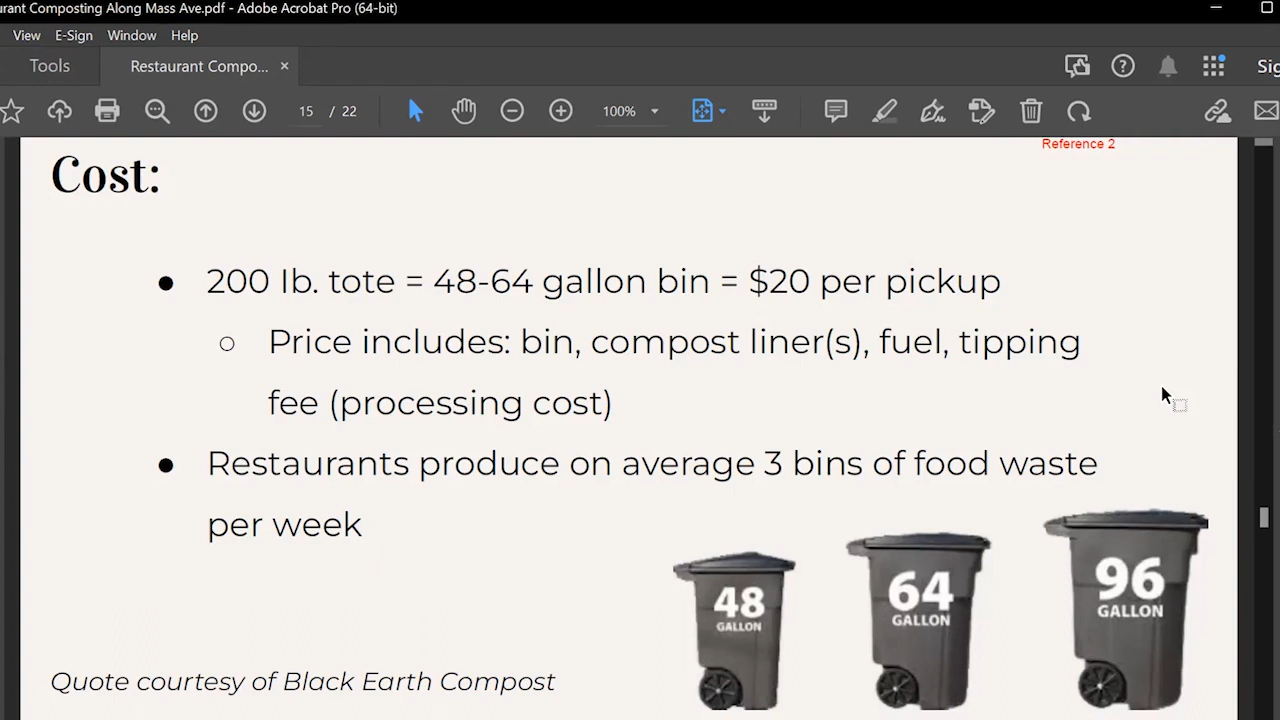 urant Composting Along Mass Ave.pdf - Adobe Acrobat Pro (64-bit)
View E-Sign Window Help
Tools Restaurant Compo... ×
15 / 22 100%
Reference 2
Cost:
● 200 lb. tote = 48-64 gallon bin = $20 per pickup
○ Price includes: bin, compost liner(s), fuel, tipping
fee (processing cost)
● Restaurants produce on average 3 bins of food waste
per week
48
GALLON
64
GALLON
96
GALLON
Quote courtesy of Black Earth Compost